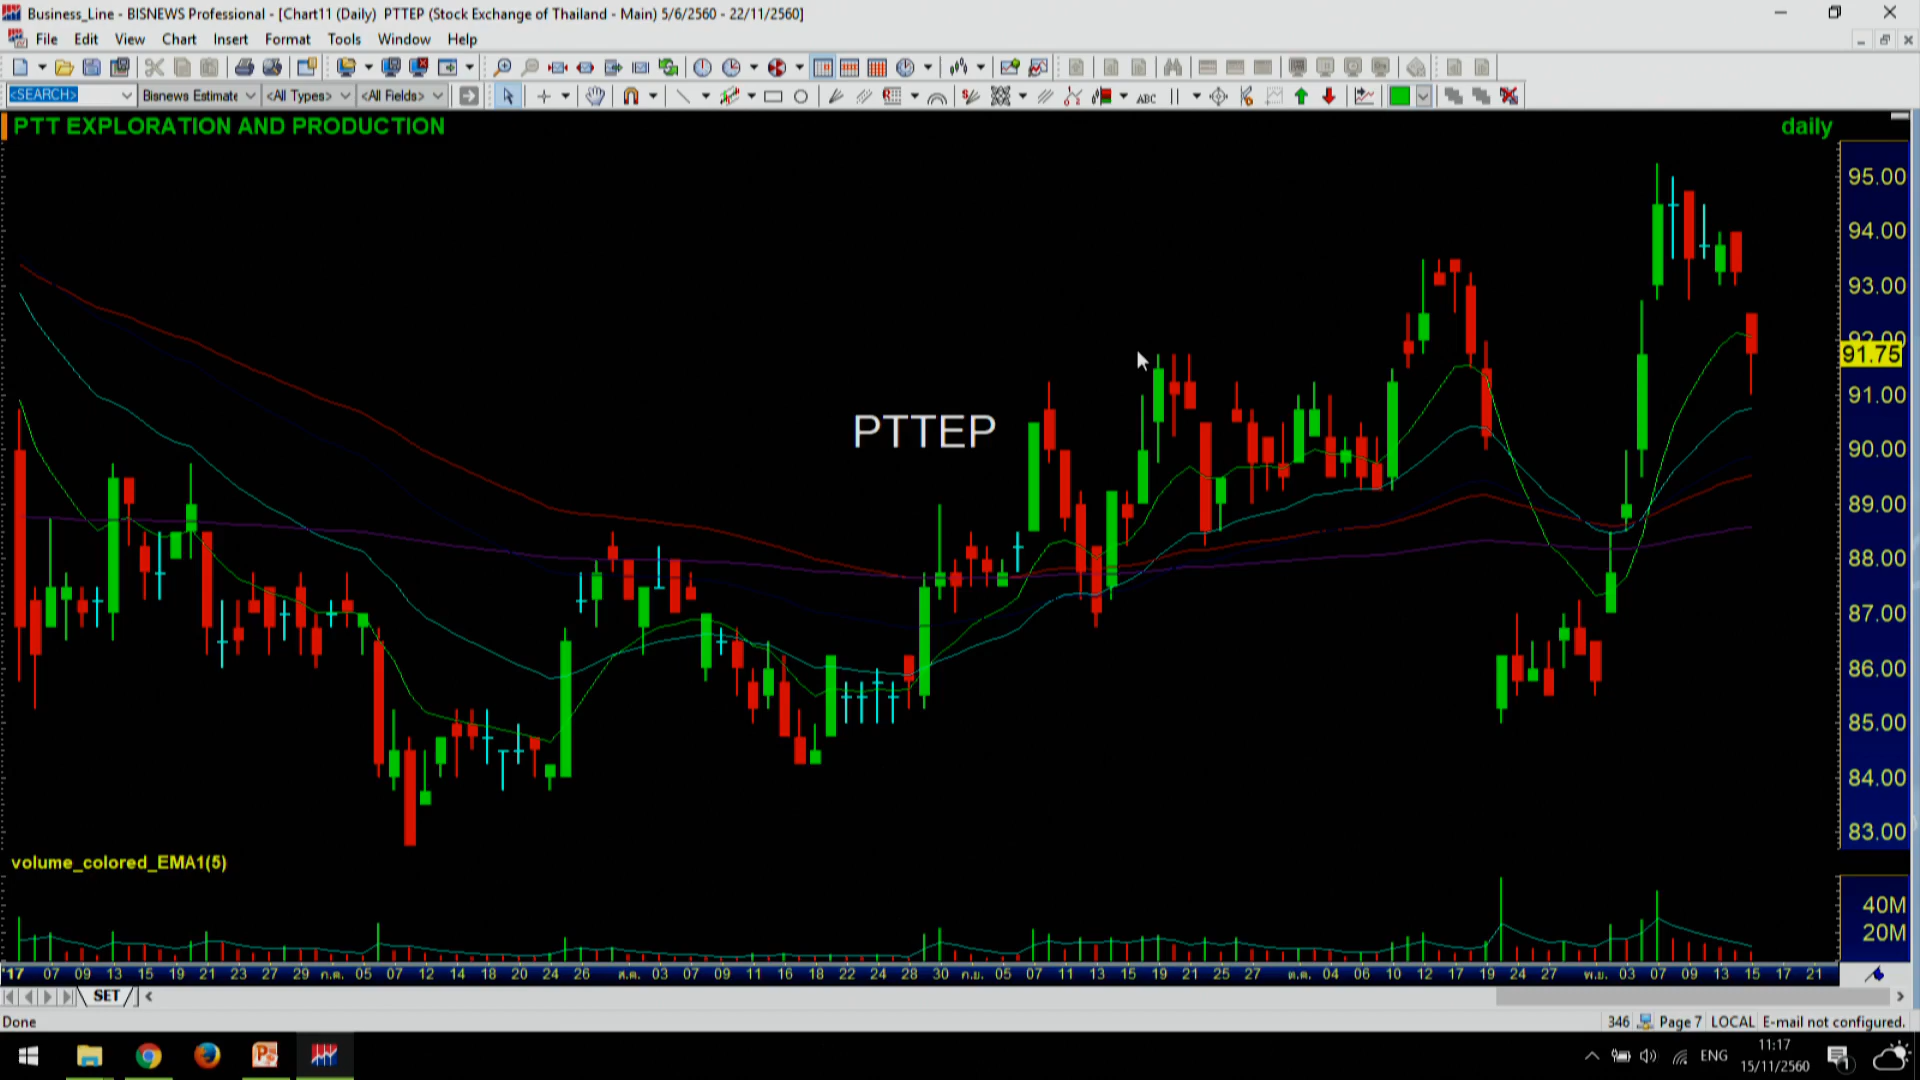 Business_Line - BISNEWS Professional - [Chart11 (Daily)  PTTEP (Stock Exchange of Thailand - Main) 5/6/2560 - 22/11/2560]
File Edit View Chart Insert Format Tools Window Help
<SEARCH> Bisnews Estimate <All Types> <All Fields> ABC
PTT EXPLORATION AND PRODUCTION daily
95.00
94.00
93.00
92.00
91.75
91.00
PTTEP
90.00
89.00
88.00
87.00
86.00
85.00
84.00
83.00
volume_colored_EMA1(5)
40M
20M
'17 07 09 13 15 19 21 23 27 29 ก.ค. 05 07 12 14 18 20 24 26 ส.ค. 03 07 09 11 16 18 22 24 28 30 ก.ย. 05 07 11 13 15 19 21 25 27 ต.ค. 04 06 10 12 17 19 24 27 พ.ย. 03 07 09 13 15 17 21
SET
Done 346 Page 7 LOCAL E-mail not configured.
ENG 11:17
15/11/2560 1